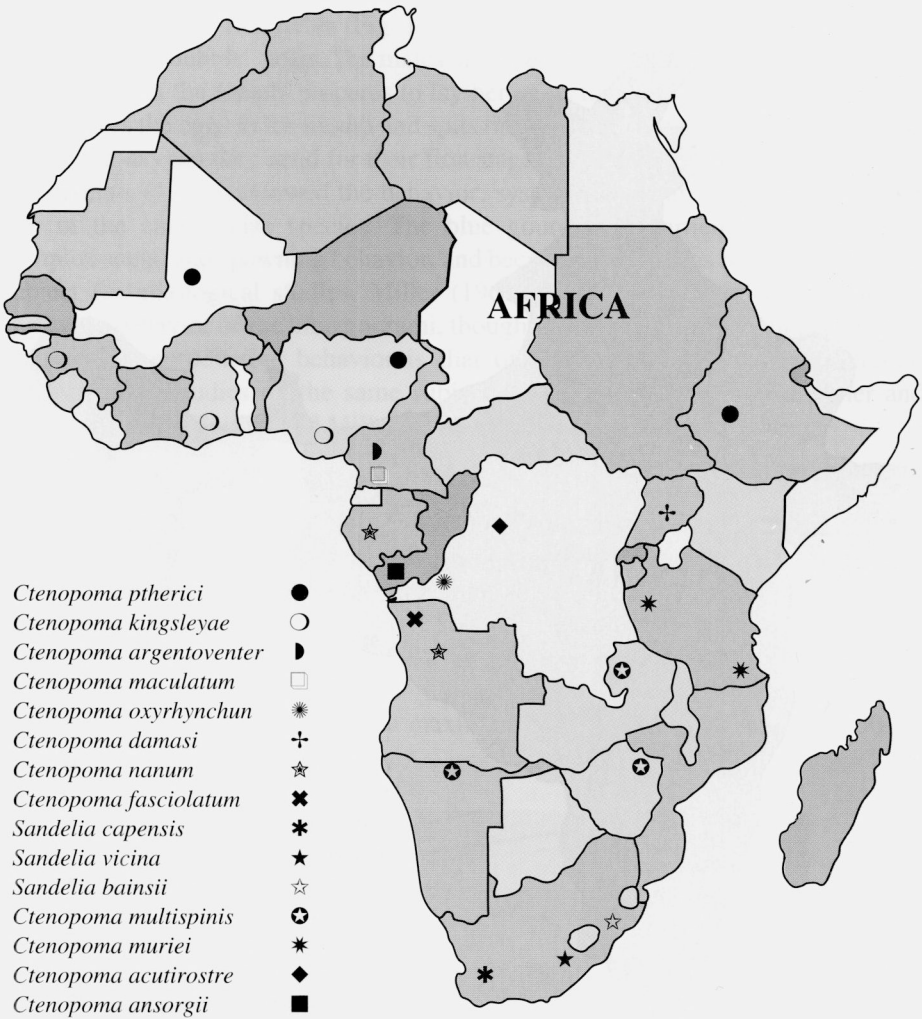 AFRICA
Ctenopoma ptherici
Ctenopoma kingsleyae
Ctenopoma argentoventer
Ctenopoma maculatum
Ctenopoma oxyrhynchun
Ctenopoma damasi
Ctenopoma nanum
Ctenopoma fasciolatum
Sandelia capensis
Sandelia vicina
Sandelia bainsii
Ctenopoma multispinis
Ctenopoma muriei
Ctenopoma acutirostre
Ctenopoma ansorgii